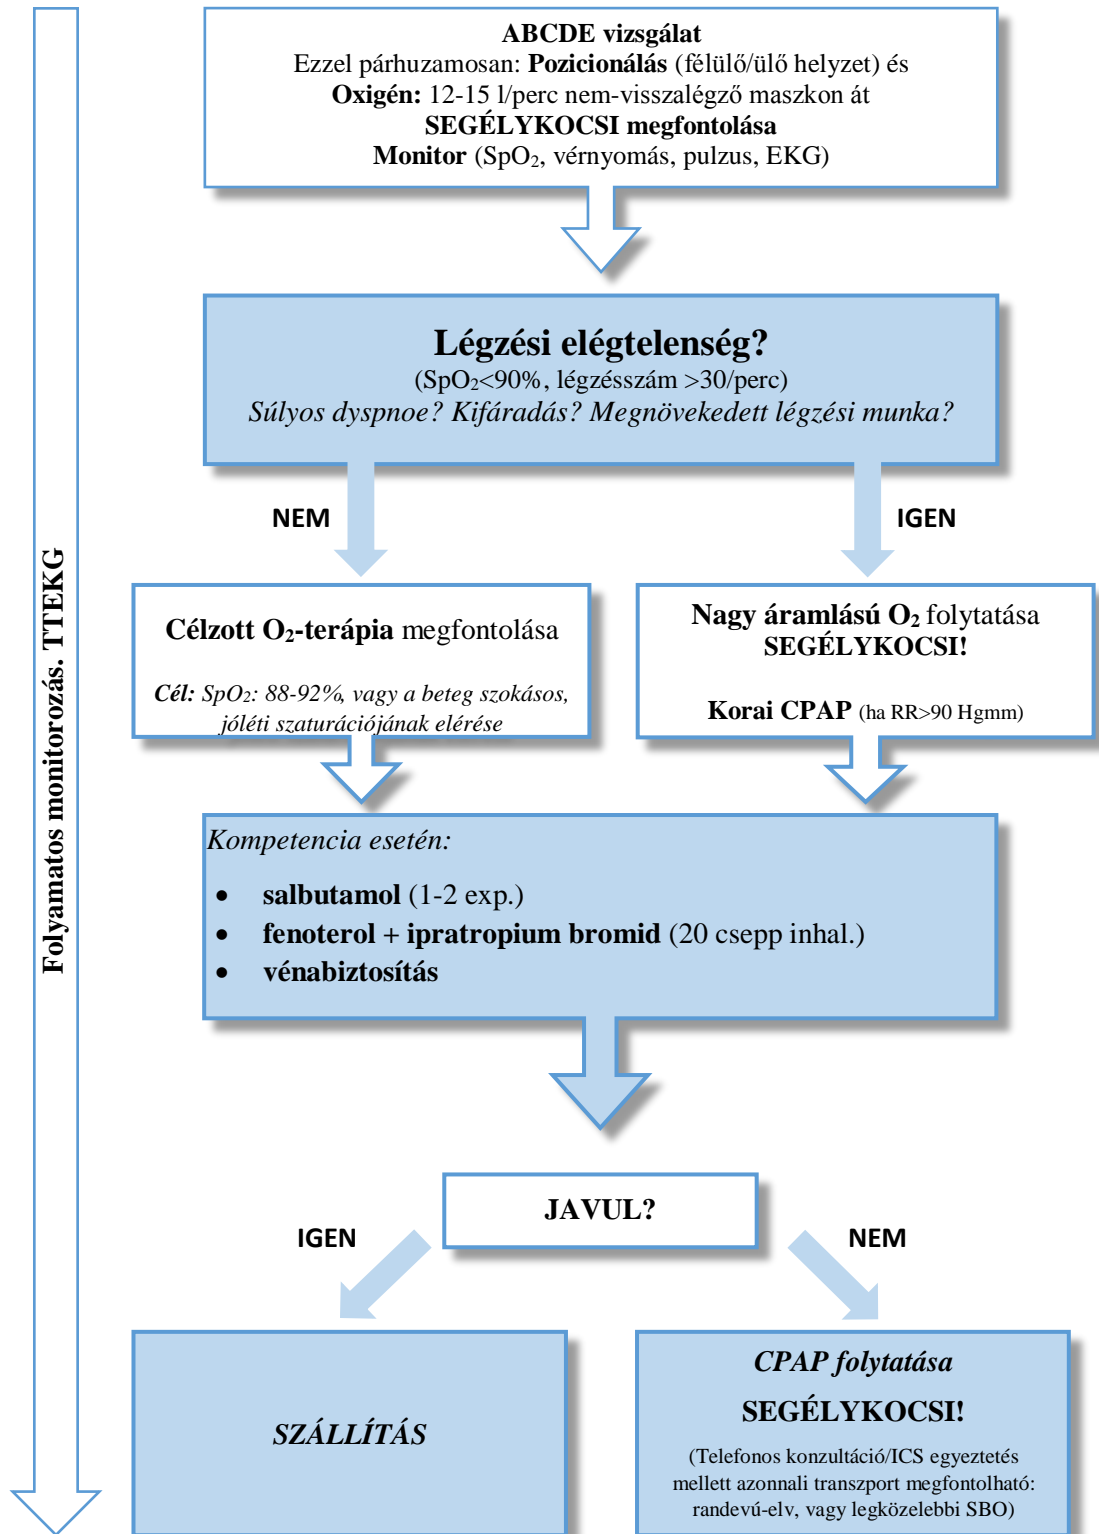 ABCDE vizsgálat
Ezzel párhuzamosan: Pozicionálás (félülő/ülő helyzet) és
Oxigén: 12-15 l/perc nem-visszalégző maszkon át
SEGÉLYKOCSI megfontolása
Monitor (SpO₂, vérnyomás, pulzus, EKG)
Légzési elégtelenség?
(SpO₂<90%, légzésszám >30/perc)
Súlyos dyspnoe? Kifáradás? Megnövekedett légzési munka?
NEM
IGEN
Célzott O₂-terápia megfontolása
Cél: SpO₂: 88-92%, vagy a beteg szokásos,
jóléti szaturációjának elérése
Nagy áramlású O₂ folytatása
SEGÉLYKOCSI!
Korai CPAP (ha RR>90 Hgmm)
Kompetencia esetén:
• salbutamol (1-2 exp.)
• fenoterol + ipratropium bromid (20 csepp inhal.)
• vénabiztosítás
JAVUL?
IGEN
NEM
SZÁLLÍTÁS
CPAP folytatása
SEGÉLYKOCSI!
(Telefonos konzultáció/ICS egyeztetés
mellett azonnali transzport megfontolható:
randevú-elv, vagy legközelebbi SBO)
Folyamatos monitorozás. TTEKG